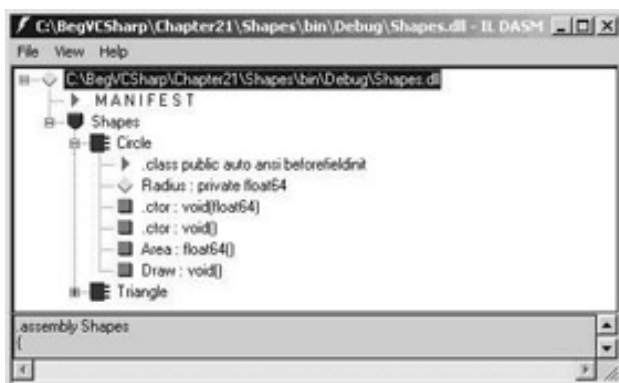 C:\BegVCSharp\Chapter21\Shapes\bin\Debug\Shapes.dll - IL DASM
File View Help
C:\BegVCSharp\Chapter21\Shapes\bin\Debug\Shapes.dll
MANIFEST
Shapes
Circle
.class public auto ansi beforefieldinit
Radius : private float64
.ctor : void(float64)
.ctor : void()
Area : float64()
Draw : void()
Triangle
.assembly Shapes
{